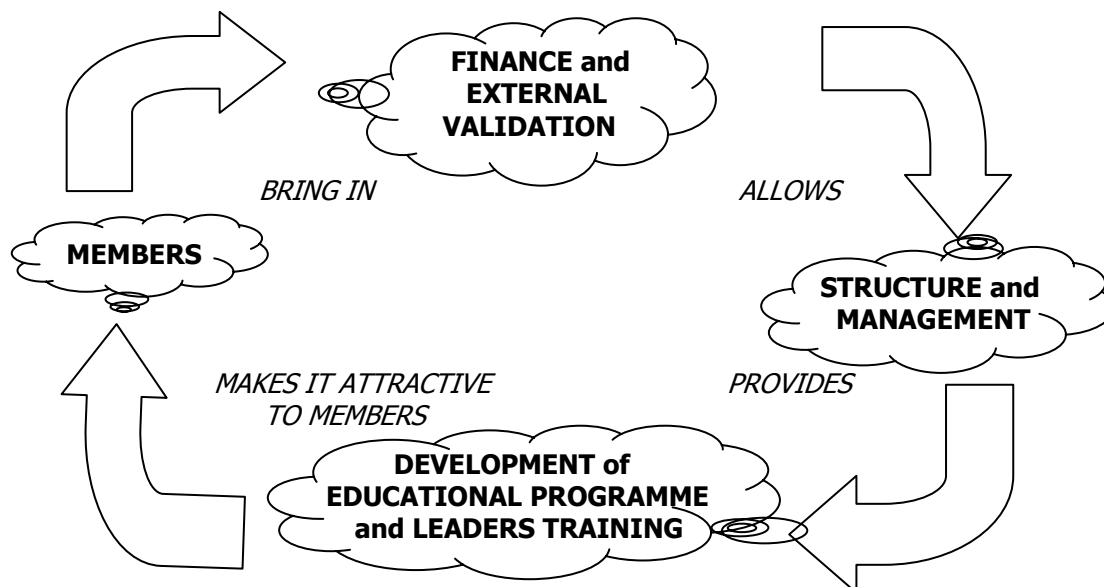 FINANCE and
EXTERNAL
VALIDATION
BRING IN
ALLOWS
MEMBERS
STRUCTURE and
MANAGEMENT
MAKES IT ATTRACTIVE
TO MEMBERS
PROVIDES
DEVELOPMENT of
EDUCATIONAL PROGRAMME
and LEADERS TRAINING